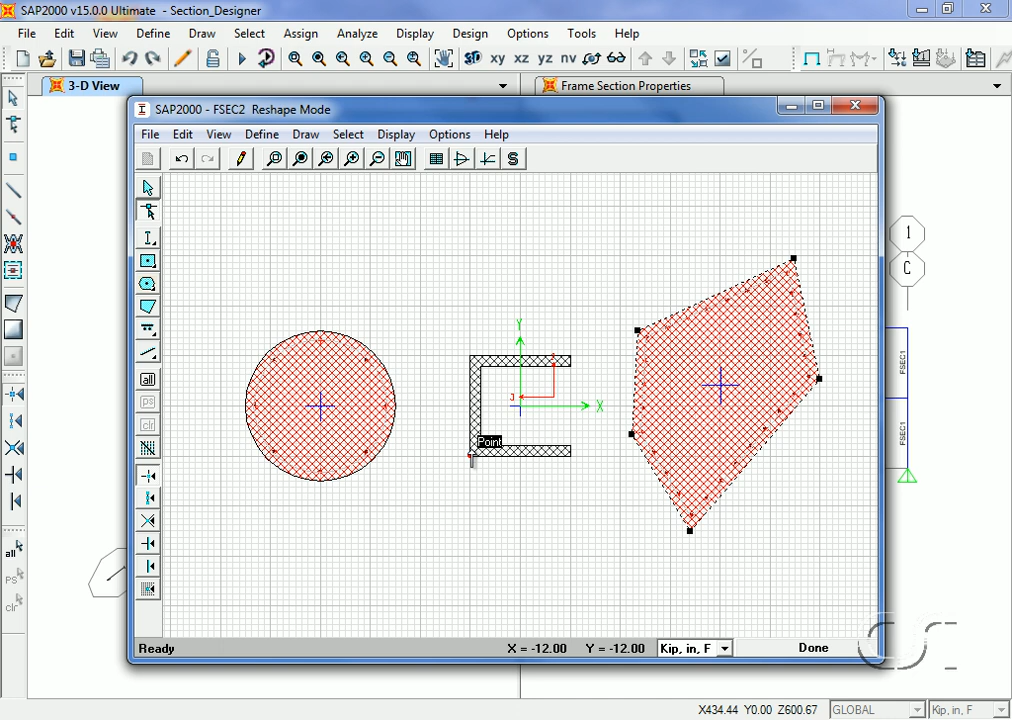 SAP2000 v15.0.0 Ultimate - Section_Designer
File Edit View Define Draw Select Assign Analyze Display Design Options Tools Help
3D xy xz yz nv
3-D View
Frame Section Properties
SAP2000 - FSEC2 Reshape Mode
File Edit View Define Draw Select Display Options Help
S
1
C
Y
X
J
Point
FSEC1
FSEC1
all
ps
clr
all
PS
clr
Ready
X = -12.00 Y = -12.00
Kip, in, F
Done
CSI
X434.44 Y0.00 Z600.67
GLOBAL
Kip, in, F